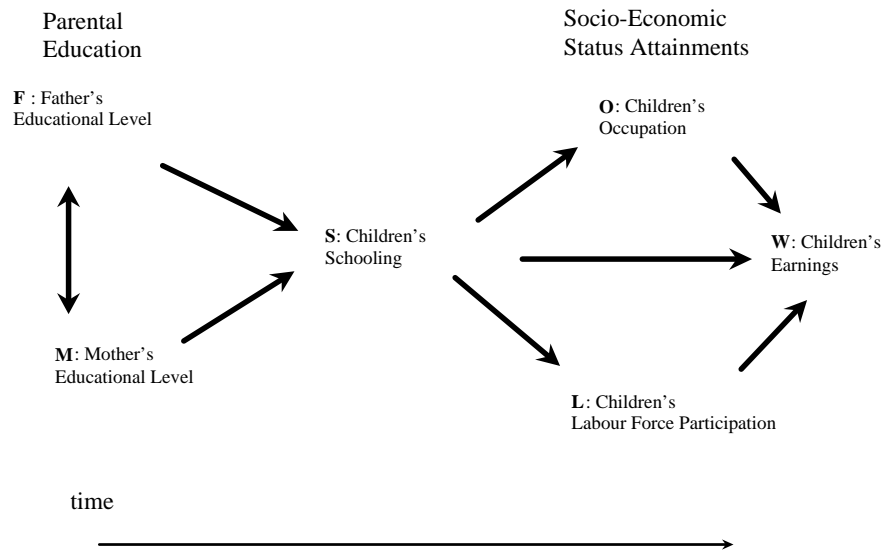 Parental
Education
Socio-Economic
Status Attainments
F : Father's
Educational Level
O: Children's
Occupation
S: Children's
Schooling
W: Children's
Earnings
M: Mother's
Educational Level
L: Children's
Labour Force Participation
time